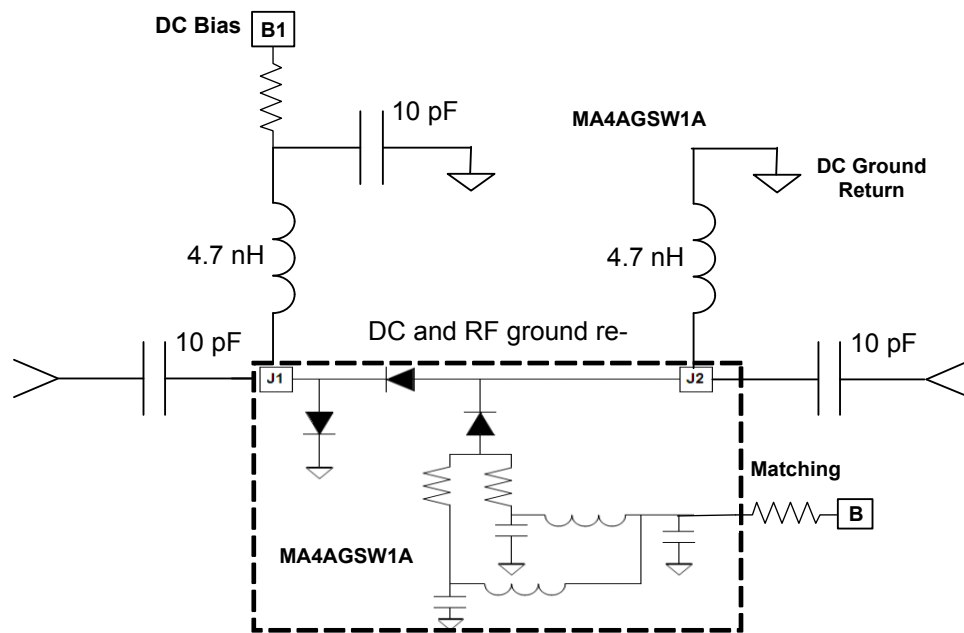 DC Bias
B1
10 pF
MA4AGSW1A
DC Ground
Return
4.7 nH
4.7 nH
DC and RF ground re-
10 pF
10 pF
J1
J2
Matching
B
MA4AGSW1A